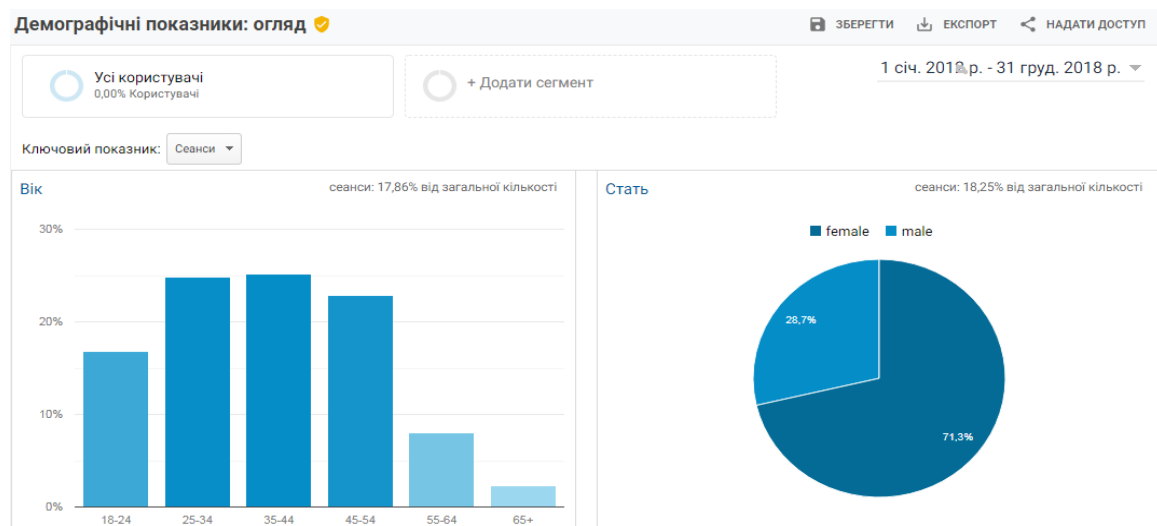 Демографічні показники: огляд
ЗБЕРЕГТИ ЕКСПОРТ НАДАТИ ДОСТУП
Усі користувачі
0,00% Користувачі
+ Додати сегмент
1 січ. 2018 р. - 31 груд. 2018 р.
Ключовий показник: Сеанси
Вік
сеанси: 17,86% від загальної кількості
30%
20%
10%
0%
18-24 25-34 35-44 45-54 55-64 65+
Стать
сеанси: 18,25% від загальної кількості
female male
28,7%
71,3%